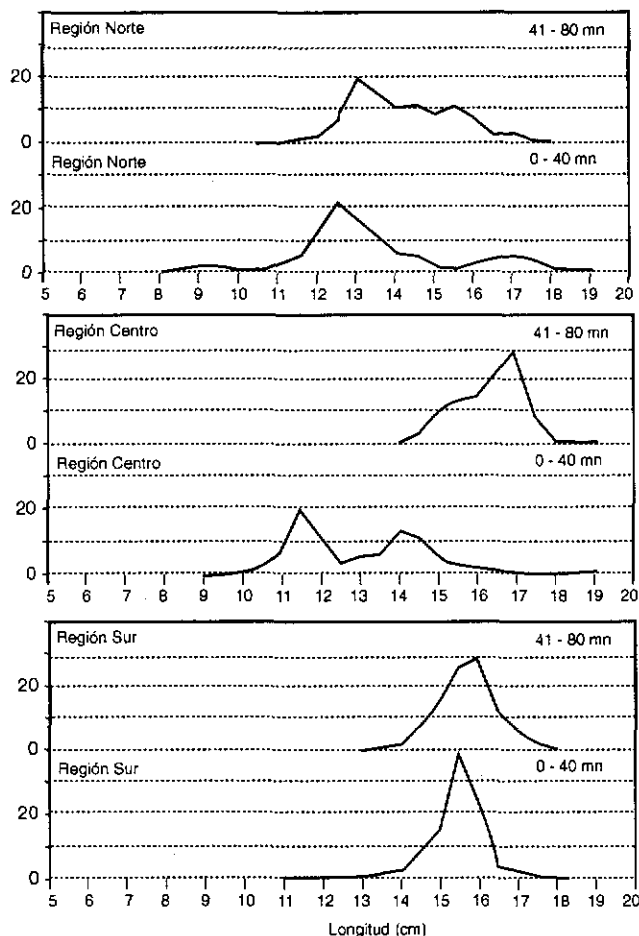 Región Norte 41 - 80 mn
20
0
Región Norte 0 - 40 mn
20
0
5 6 7 8 9 10 11 12 13 14 15 16 17 18 19 20
Región Centro 41 - 80 mn
20
0
Región Centro 0 - 40 mn
20
0
5 6 7 8 9 10 11 12 13 14 15 16 17 18 19 20
Región Sur 41 - 80 mn
20
0
Región Sur 0 - 40 mn
20
0
5 6 7 8 9 10 11 12 13 14 15 16 17 18 19 20
Longitud (cm)